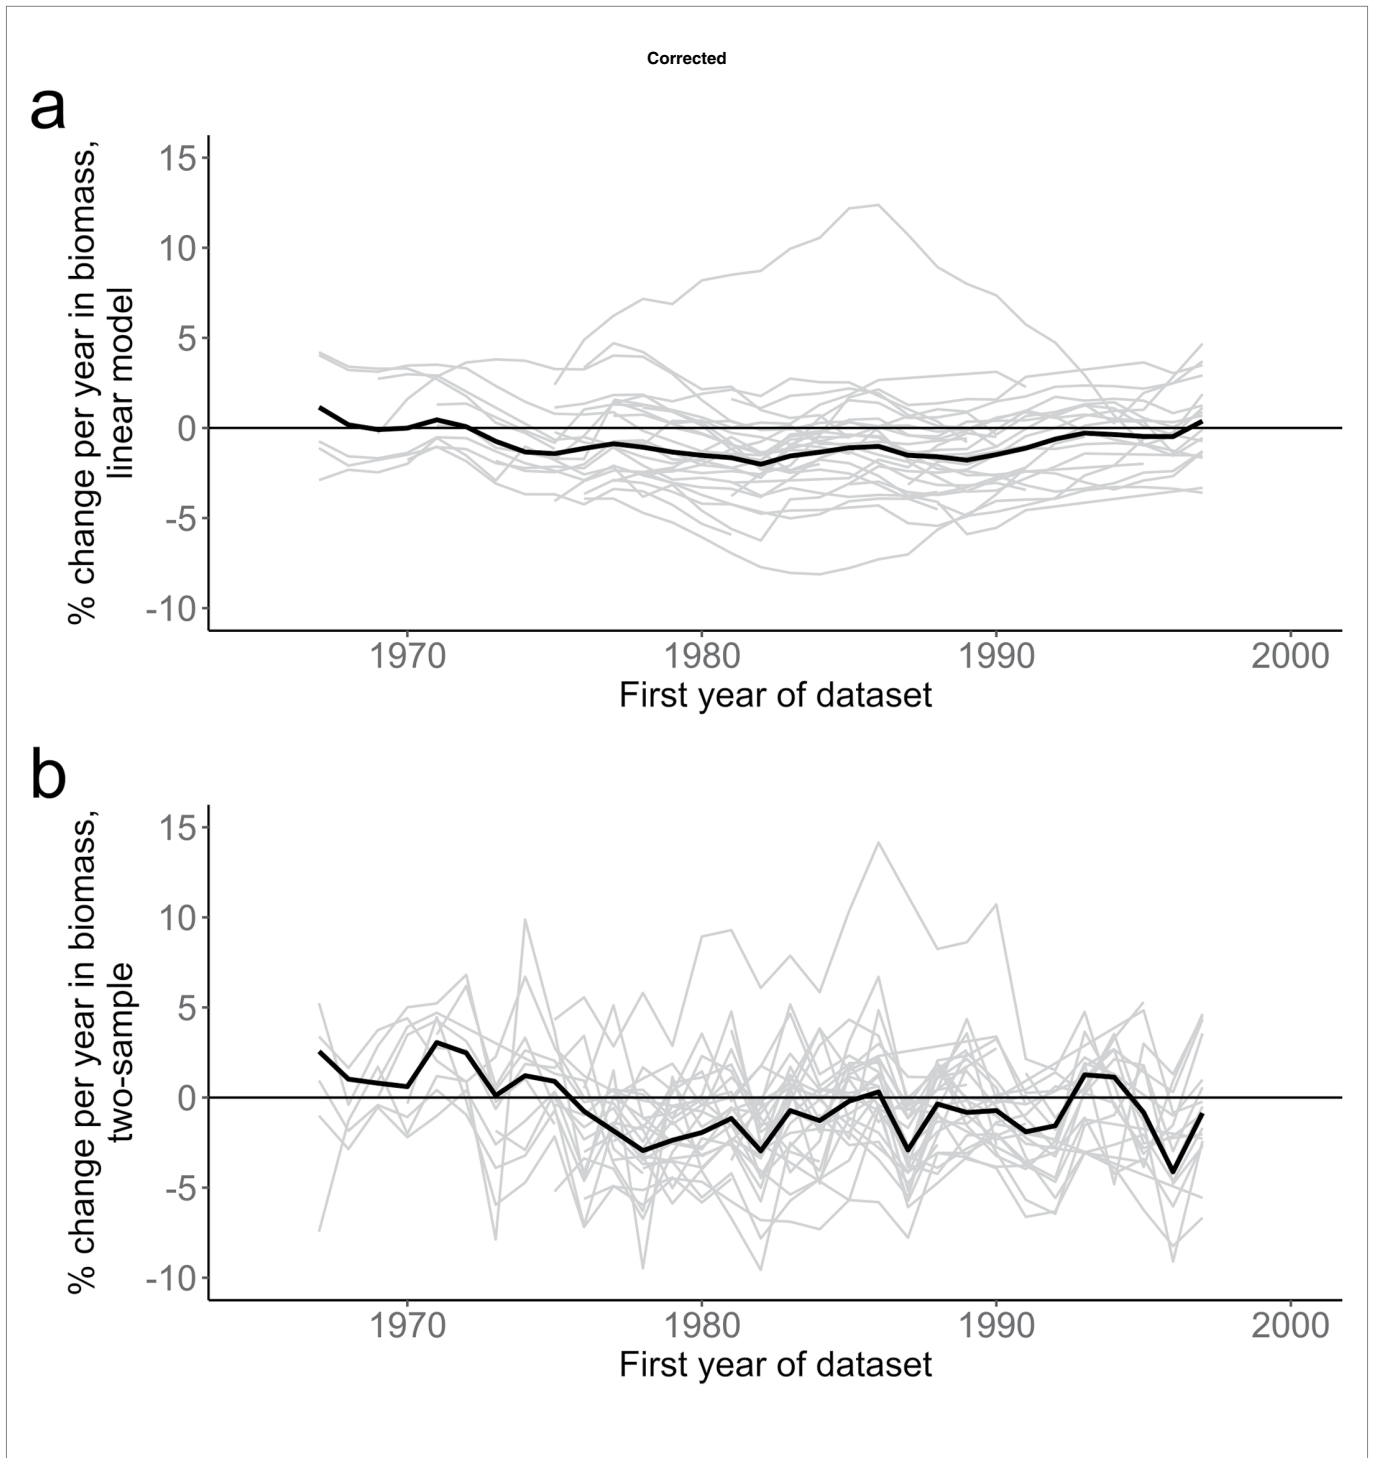 Corrected
a
% change per year in biomass,
linear model
15
10
5
0
-5
-10
1970 1980 1990 2000
First year of dataset
b
% change per year in biomass,
two-sample
15
10
5
0
-5
-10
1970 1980 1990 2000
First year of dataset